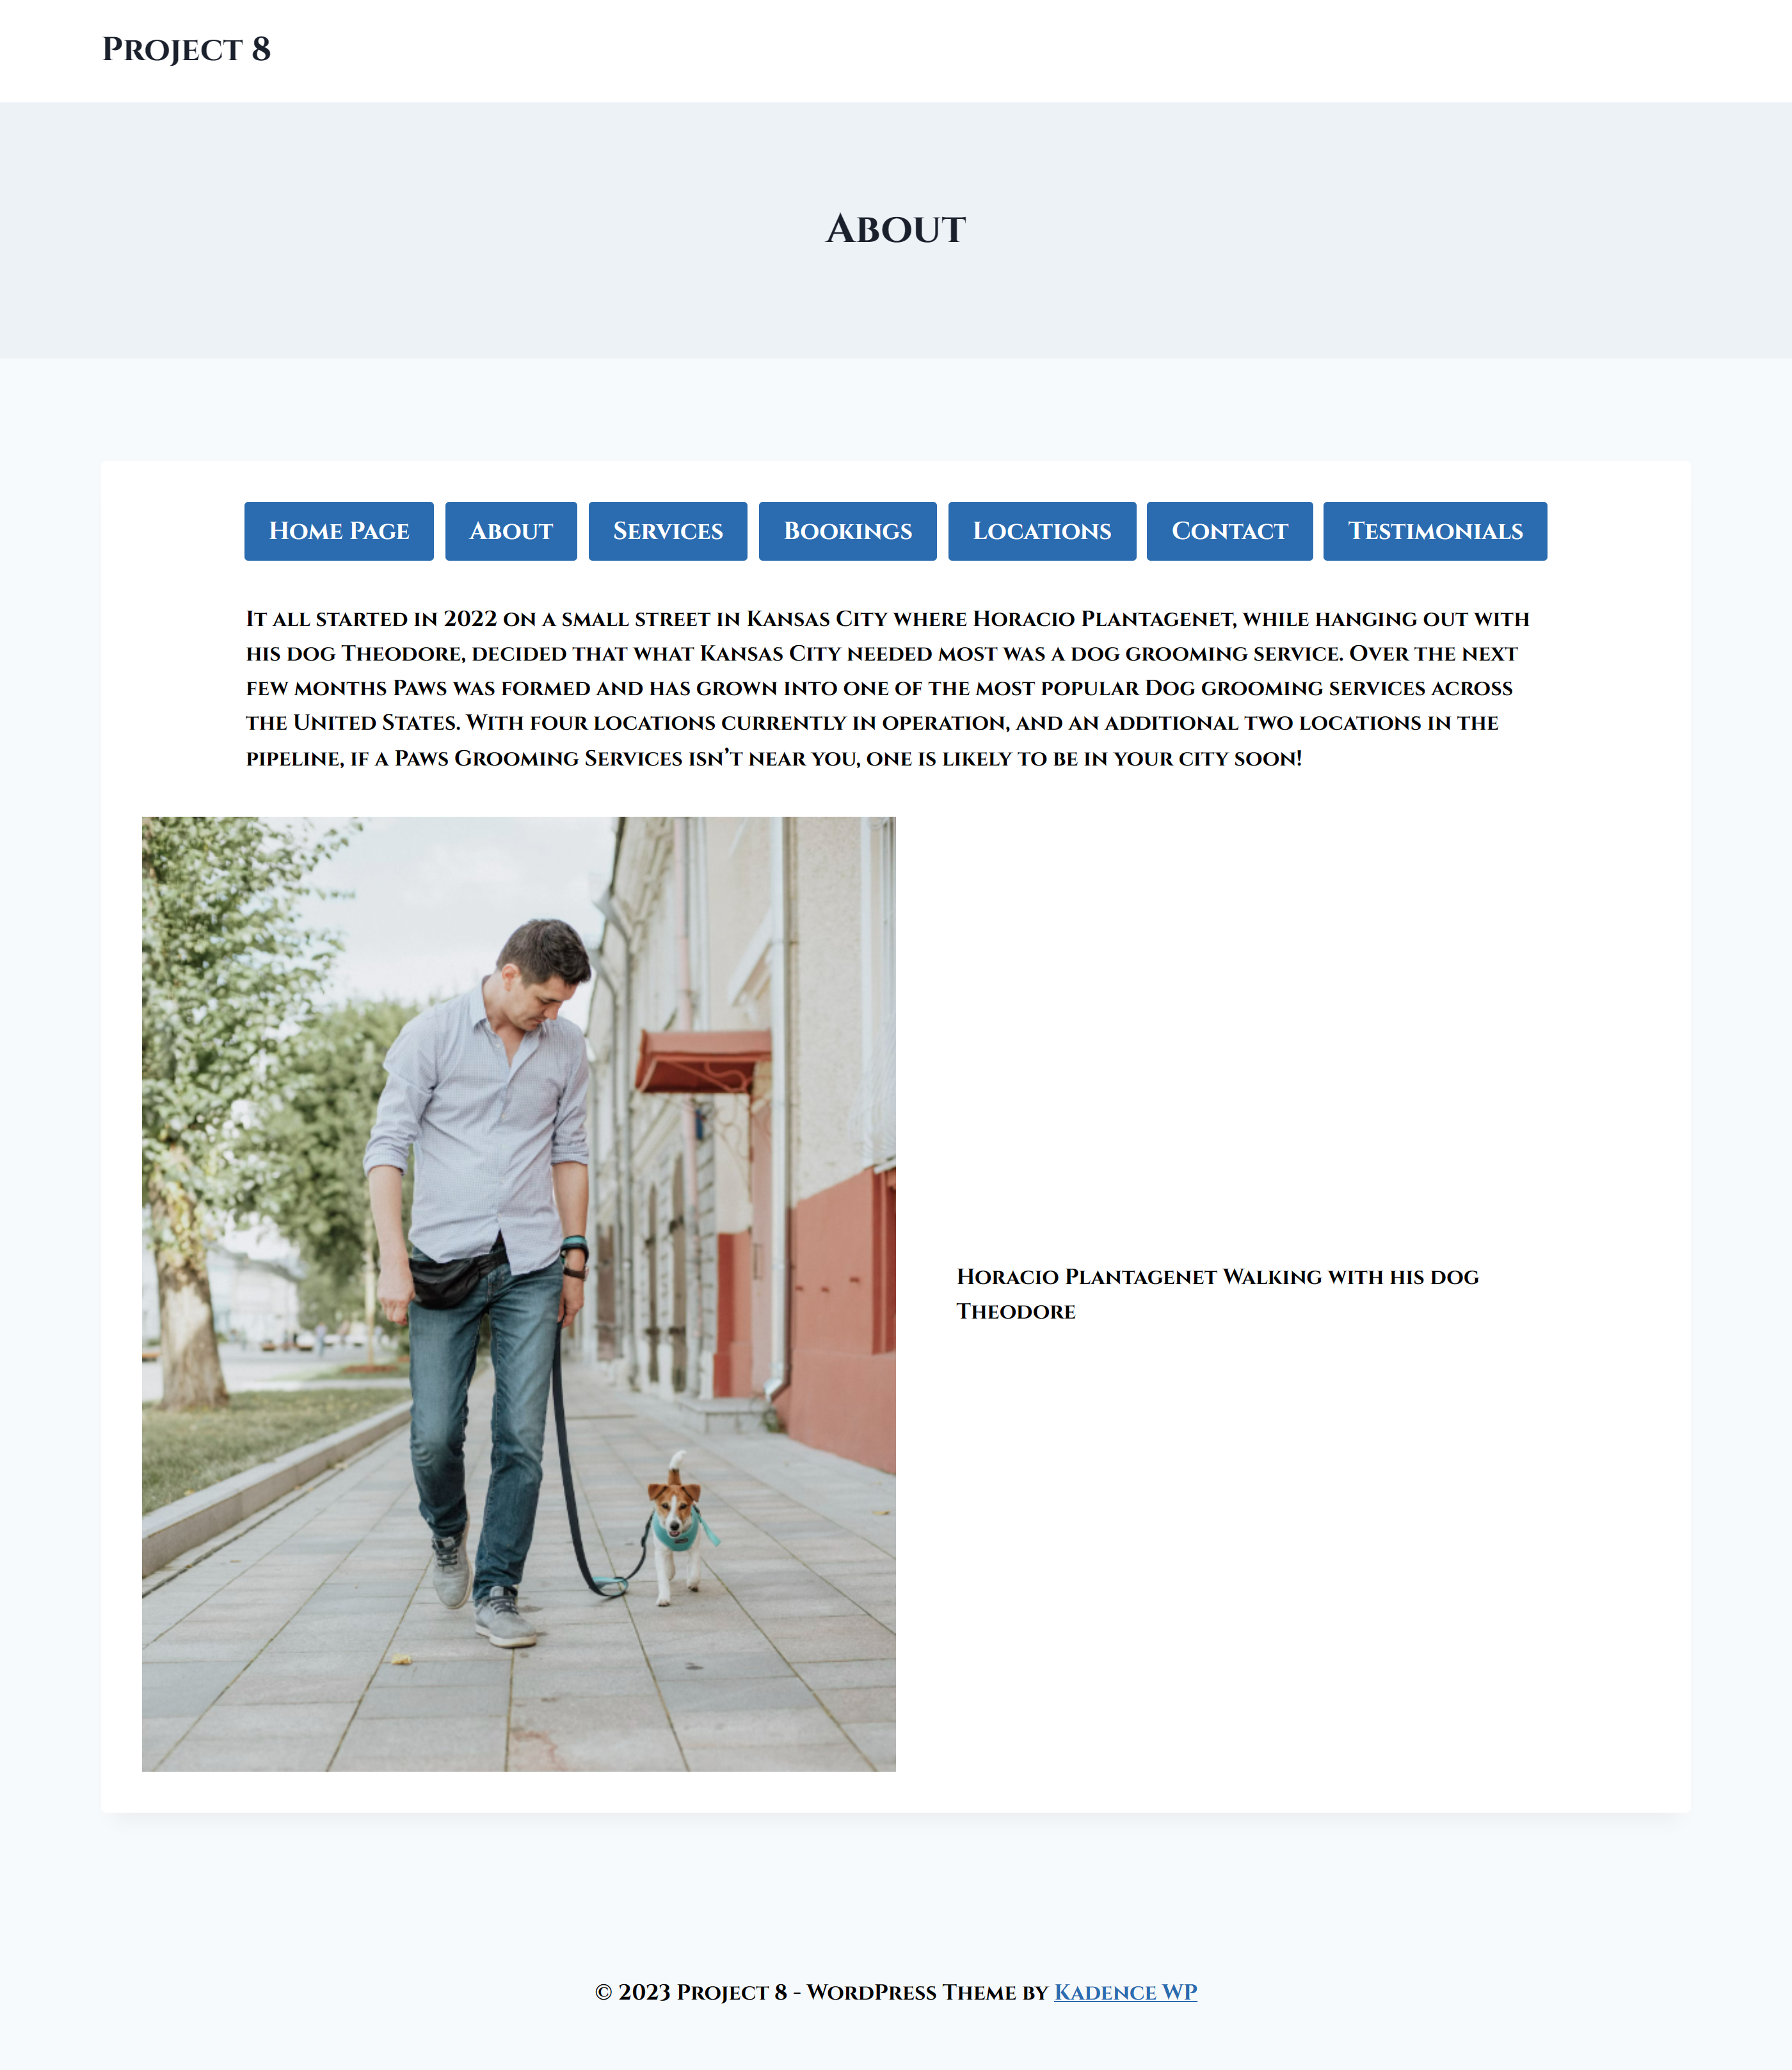 Project 8
About
Home Page About Services Bookings Locations Contact Testimonials
It all started in 2022 on a small street in Kansas City where Horacio Plantagenet, while hanging out with
his dog Theodore, decided that what Kansas City needed most was a dog grooming service. Over the next
few months Paws was formed and has grown into one of the most popular Dog grooming services across
the United States. With four locations currently in operation, and an additional two locations in the
pipeline, if a Paws Grooming Services isn’t near you, one is likely to be in your city soon!
Horacio Plantagenet Walking with his dog
Theodore
© 2023 Project 8 - WordPress Theme by Kadence WP